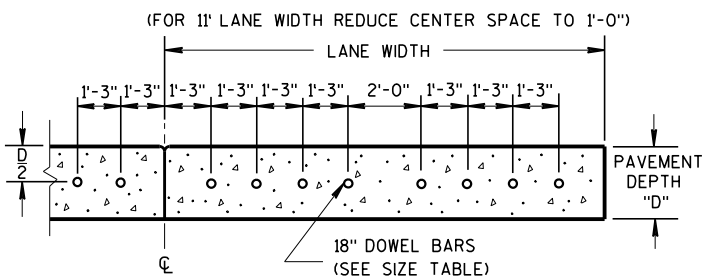 (FOR 11' LANE WIDTH REDUCE CENTER SPACE TO 1'-0")
LANE WIDTH
1'-3" 1'-3" 1'-3" 1'-3" 1'-3" 2'-0" 1'-3" 1'-3" 1'-3"
D
2
PAVEMENT
DEPTH
"D"
18" DOWEL BARS
(SEE SIZE TABLE)
℄